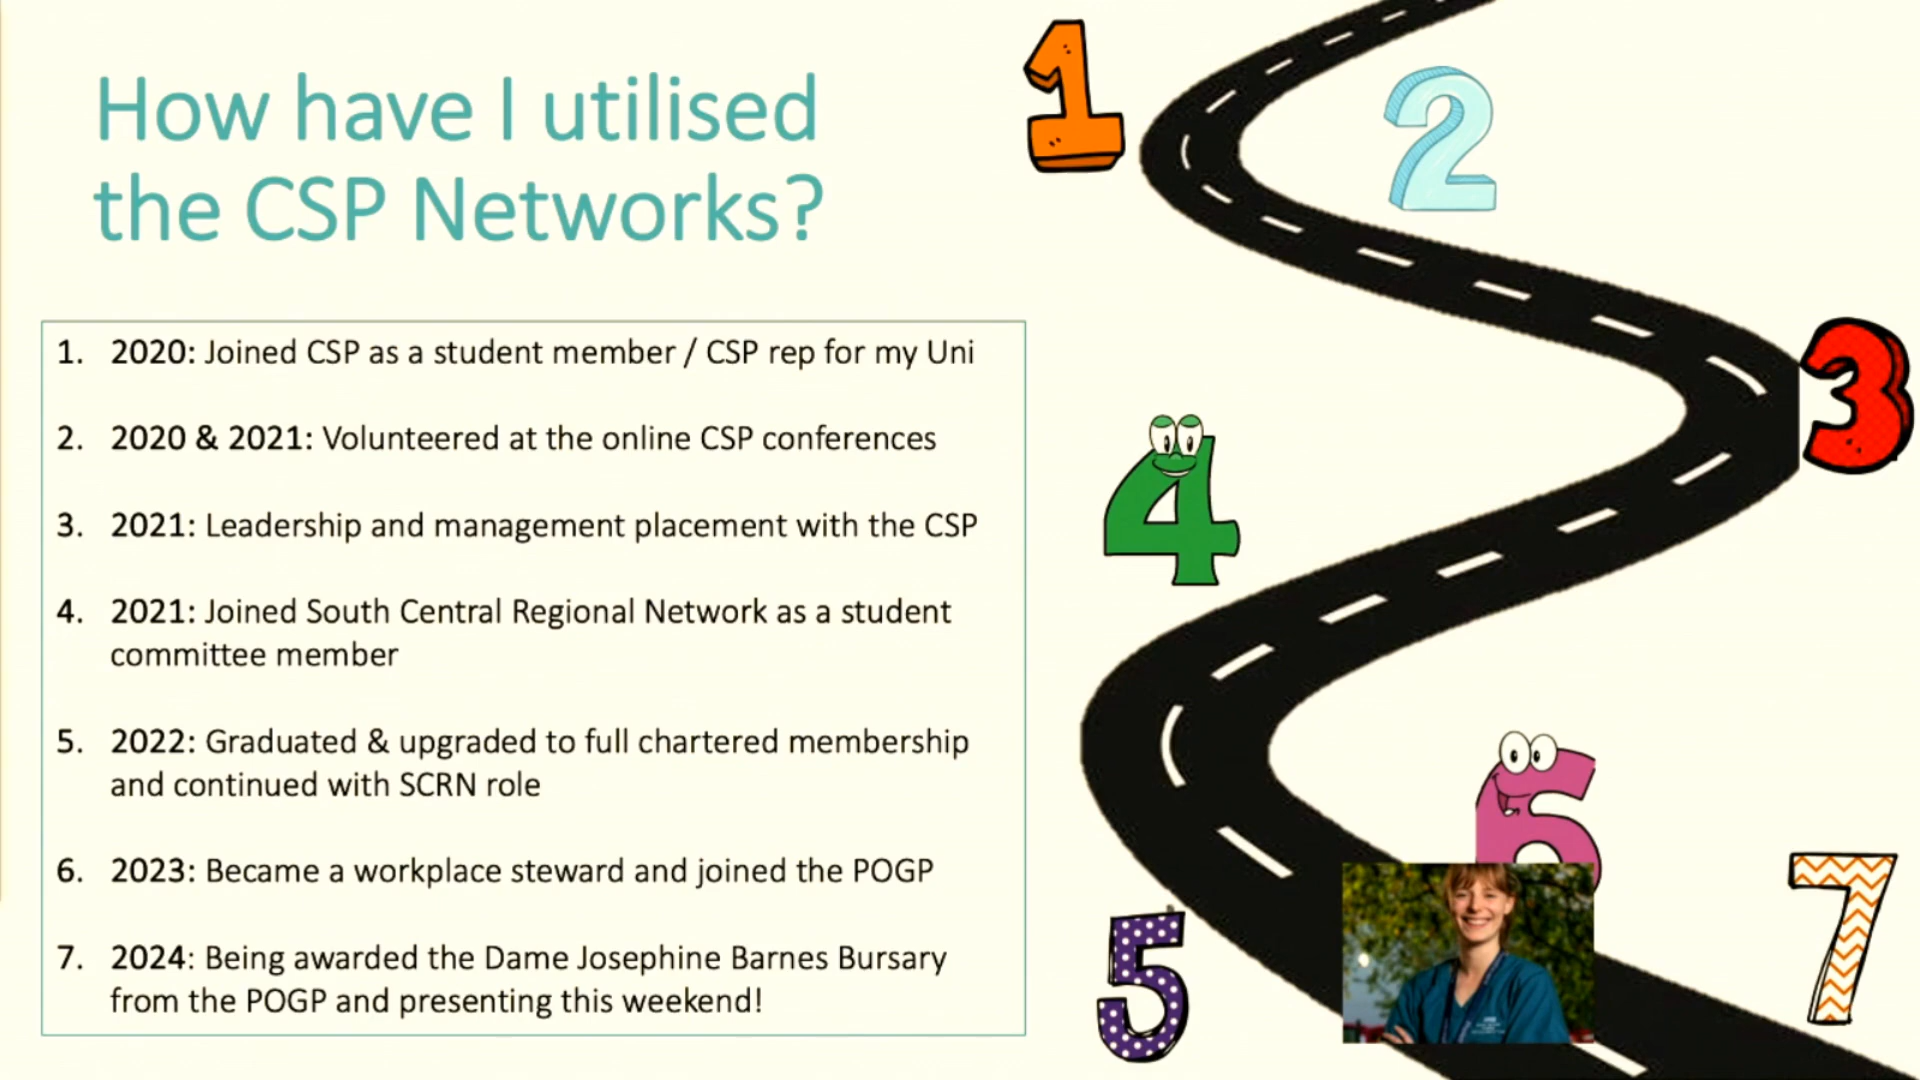 How have I utilised
the CSP Networks?
1. 2020: Joined CSP as a student member / CSP rep for my Uni
2. 2020 & 2021: Volunteered at the online CSP conferences
3. 2021: Leadership and management placement with the CSP
4. 2021: Joined South Central Regional Network as a student
committee member
5. 2022: Graduated & upgraded to full chartered membership
and continued with SCRN role
6. 2023: Became a workplace steward and joined the POGP
7. 2024: Being awarded the Dame Josephine Barnes Bursary
from the POGP and presenting this weekend!
1
2
3
4
5
6
7